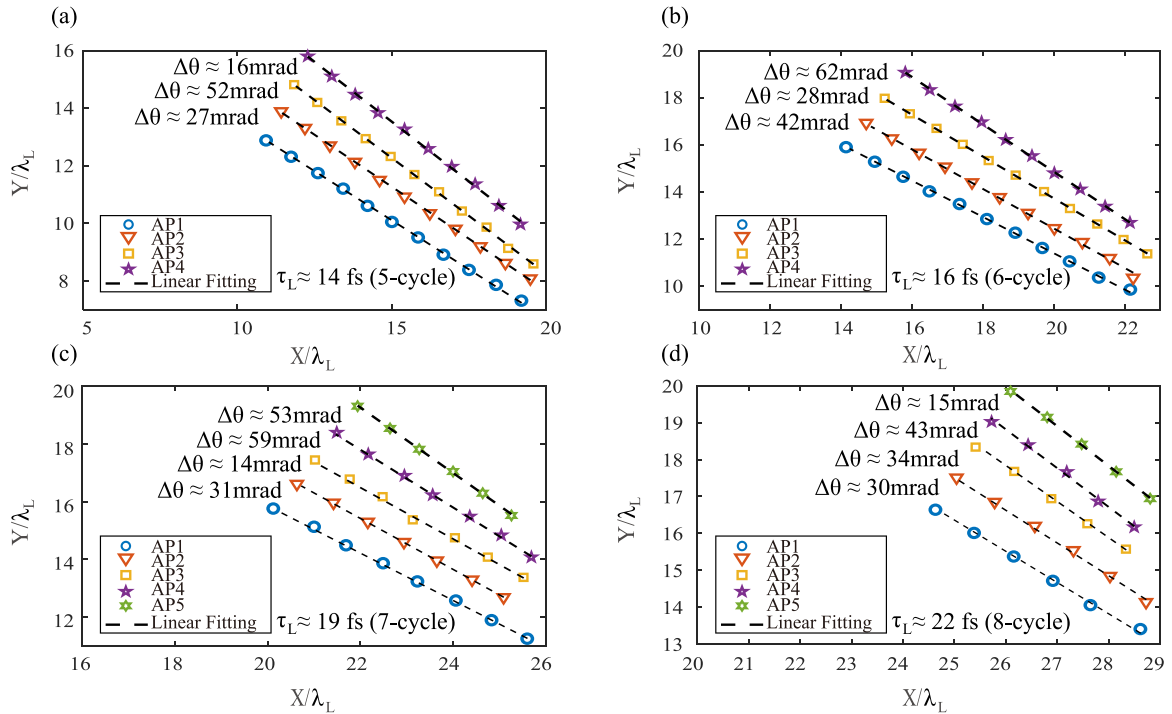 (a)
16
14
12
10
8
5
10
15
20
Y/λL
X/λL
Δθ ≈ 16mrad
Δθ ≈ 52mrad
Δθ ≈ 27mrad
AP1
AP2
AP3
AP4
Linear Fitting
τL≈ 14 fs (5-cycle)
(b)
20
18
16
14
12
10
10
12
14
16
18
20
22
Y/λL
X/λL
Δθ ≈ 62mrad
Δθ ≈ 28mrad
Δθ ≈ 42mrad
AP1
AP2
AP3
AP4
Linear Fitting
τL≈ 16 fs (6-cycle)
(c)
20
18
16
14
12
16
18
20
22
24
26
Y/λL
X/λL
Δθ ≈ 53mrad
Δθ ≈ 59mrad
Δθ ≈ 14mrad
Δθ ≈ 31mrad
AP1
AP2
AP3
AP4
AP5
Linear Fitting
τL≈ 19 fs (7-cycle)
(d)
20
19
18
17
16
15
14
13
20
21
22
23
24
25
26
27
28
29
Y/λL
X/λL
Δθ ≈ 15mrad
Δθ ≈ 43mrad
Δθ ≈ 34mrad
Δθ ≈ 30mrad
AP1
AP2
AP3
AP4
AP5
Linear Fitting
τL≈ 22 fs (8-cycle)